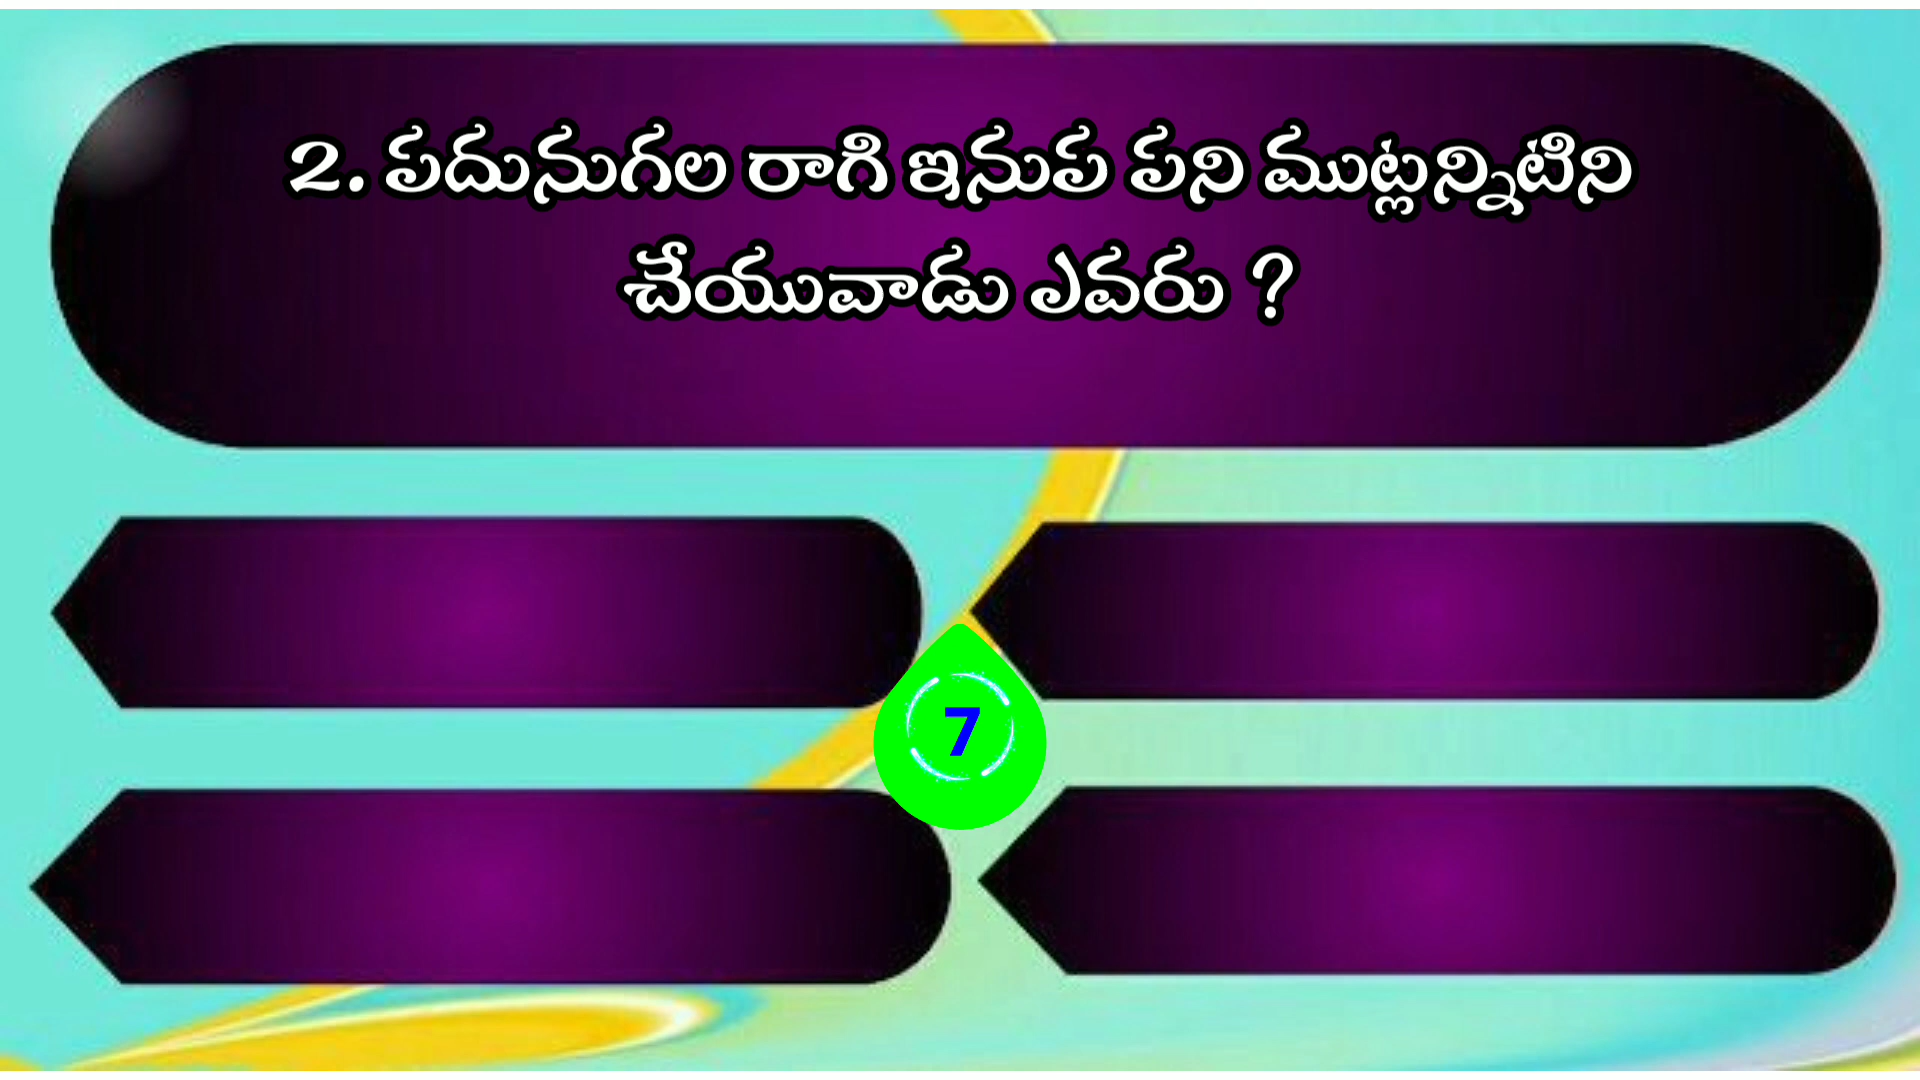 2. పదునుగల రాగి ఇనుప పని ముట్లన్నిటిని
చేయువాడు ఎవరు ?
7